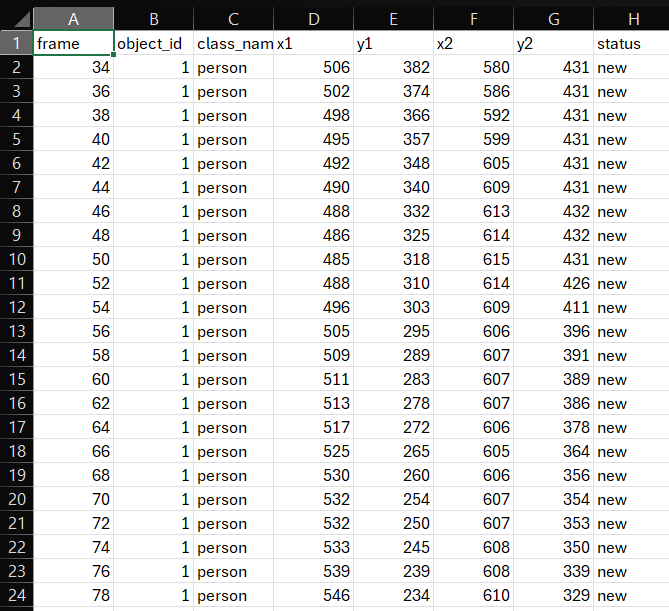 A B C D E F G H
1 frame object_id class_nam x1 y1 x2 y2 status
2 34 1 person 506 382 580 431 new
3 36 1 person 502 374 586 431 new
4 38 1 person 498 366 592 431 new
5 40 1 person 495 357 599 431 new
6 42 1 person 492 348 605 431 new
7 44 1 person 490 340 609 431 new
8 46 1 person 488 332 613 432 new
9 48 1 person 486 325 614 432 new
10 50 1 person 485 318 615 431 new
11 52 1 person 488 310 614 426 new
12 54 1 person 496 303 609 411 new
13 56 1 person 505 295 606 396 new
14 58 1 person 509 289 607 391 new
15 60 1 person 511 283 607 389 new
16 62 1 person 513 278 607 386 new
17 64 1 person 517 272 606 378 new
18 66 1 person 525 265 605 364 new
19 68 1 person 530 260 606 356 new
20 70 1 person 532 254 607 354 new
21 72 1 person 532 250 607 353 new
22 74 1 person 533 245 608 350 new
23 76 1 person 539 239 608 339 new
24 78 1 person 546 234 610 329 new